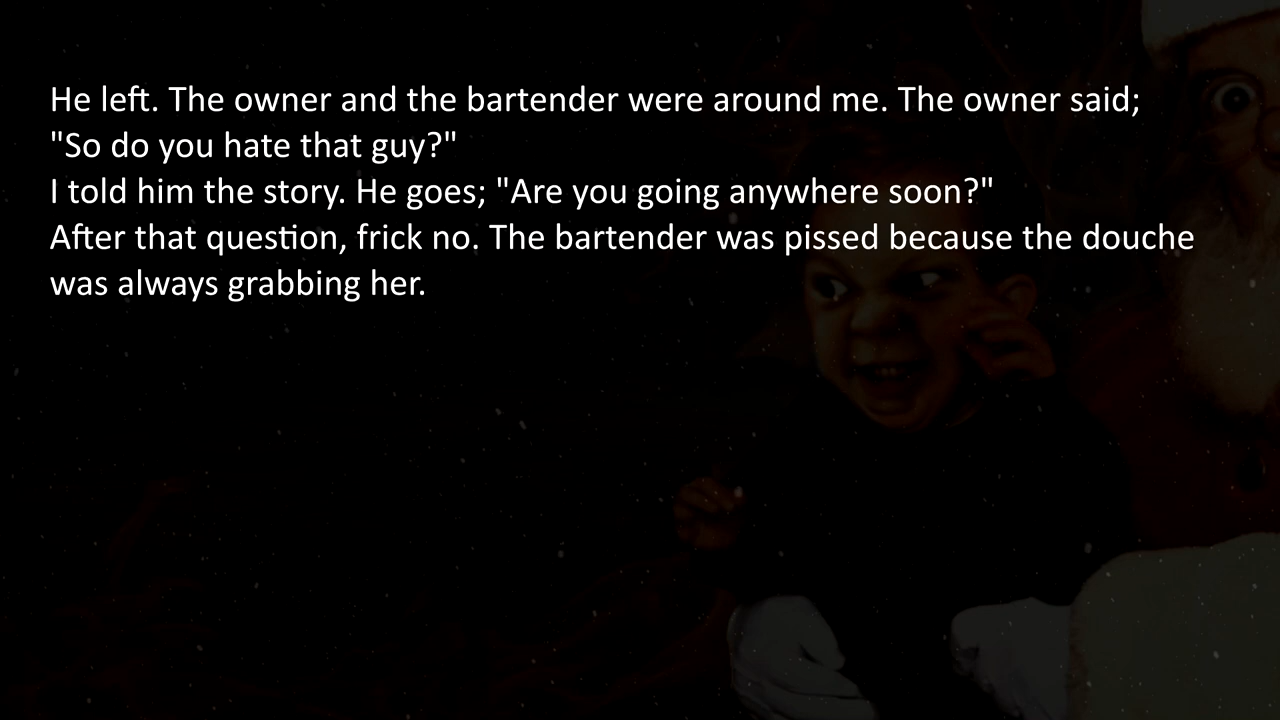 He left. The owner and the bartender were around me. The owner said;
"So do you hate that guy?"
I told him the story. He goes; "Are you going anywhere soon?"
After that question, frick no. The bartender was pissed because the douche
was always grabbing her.